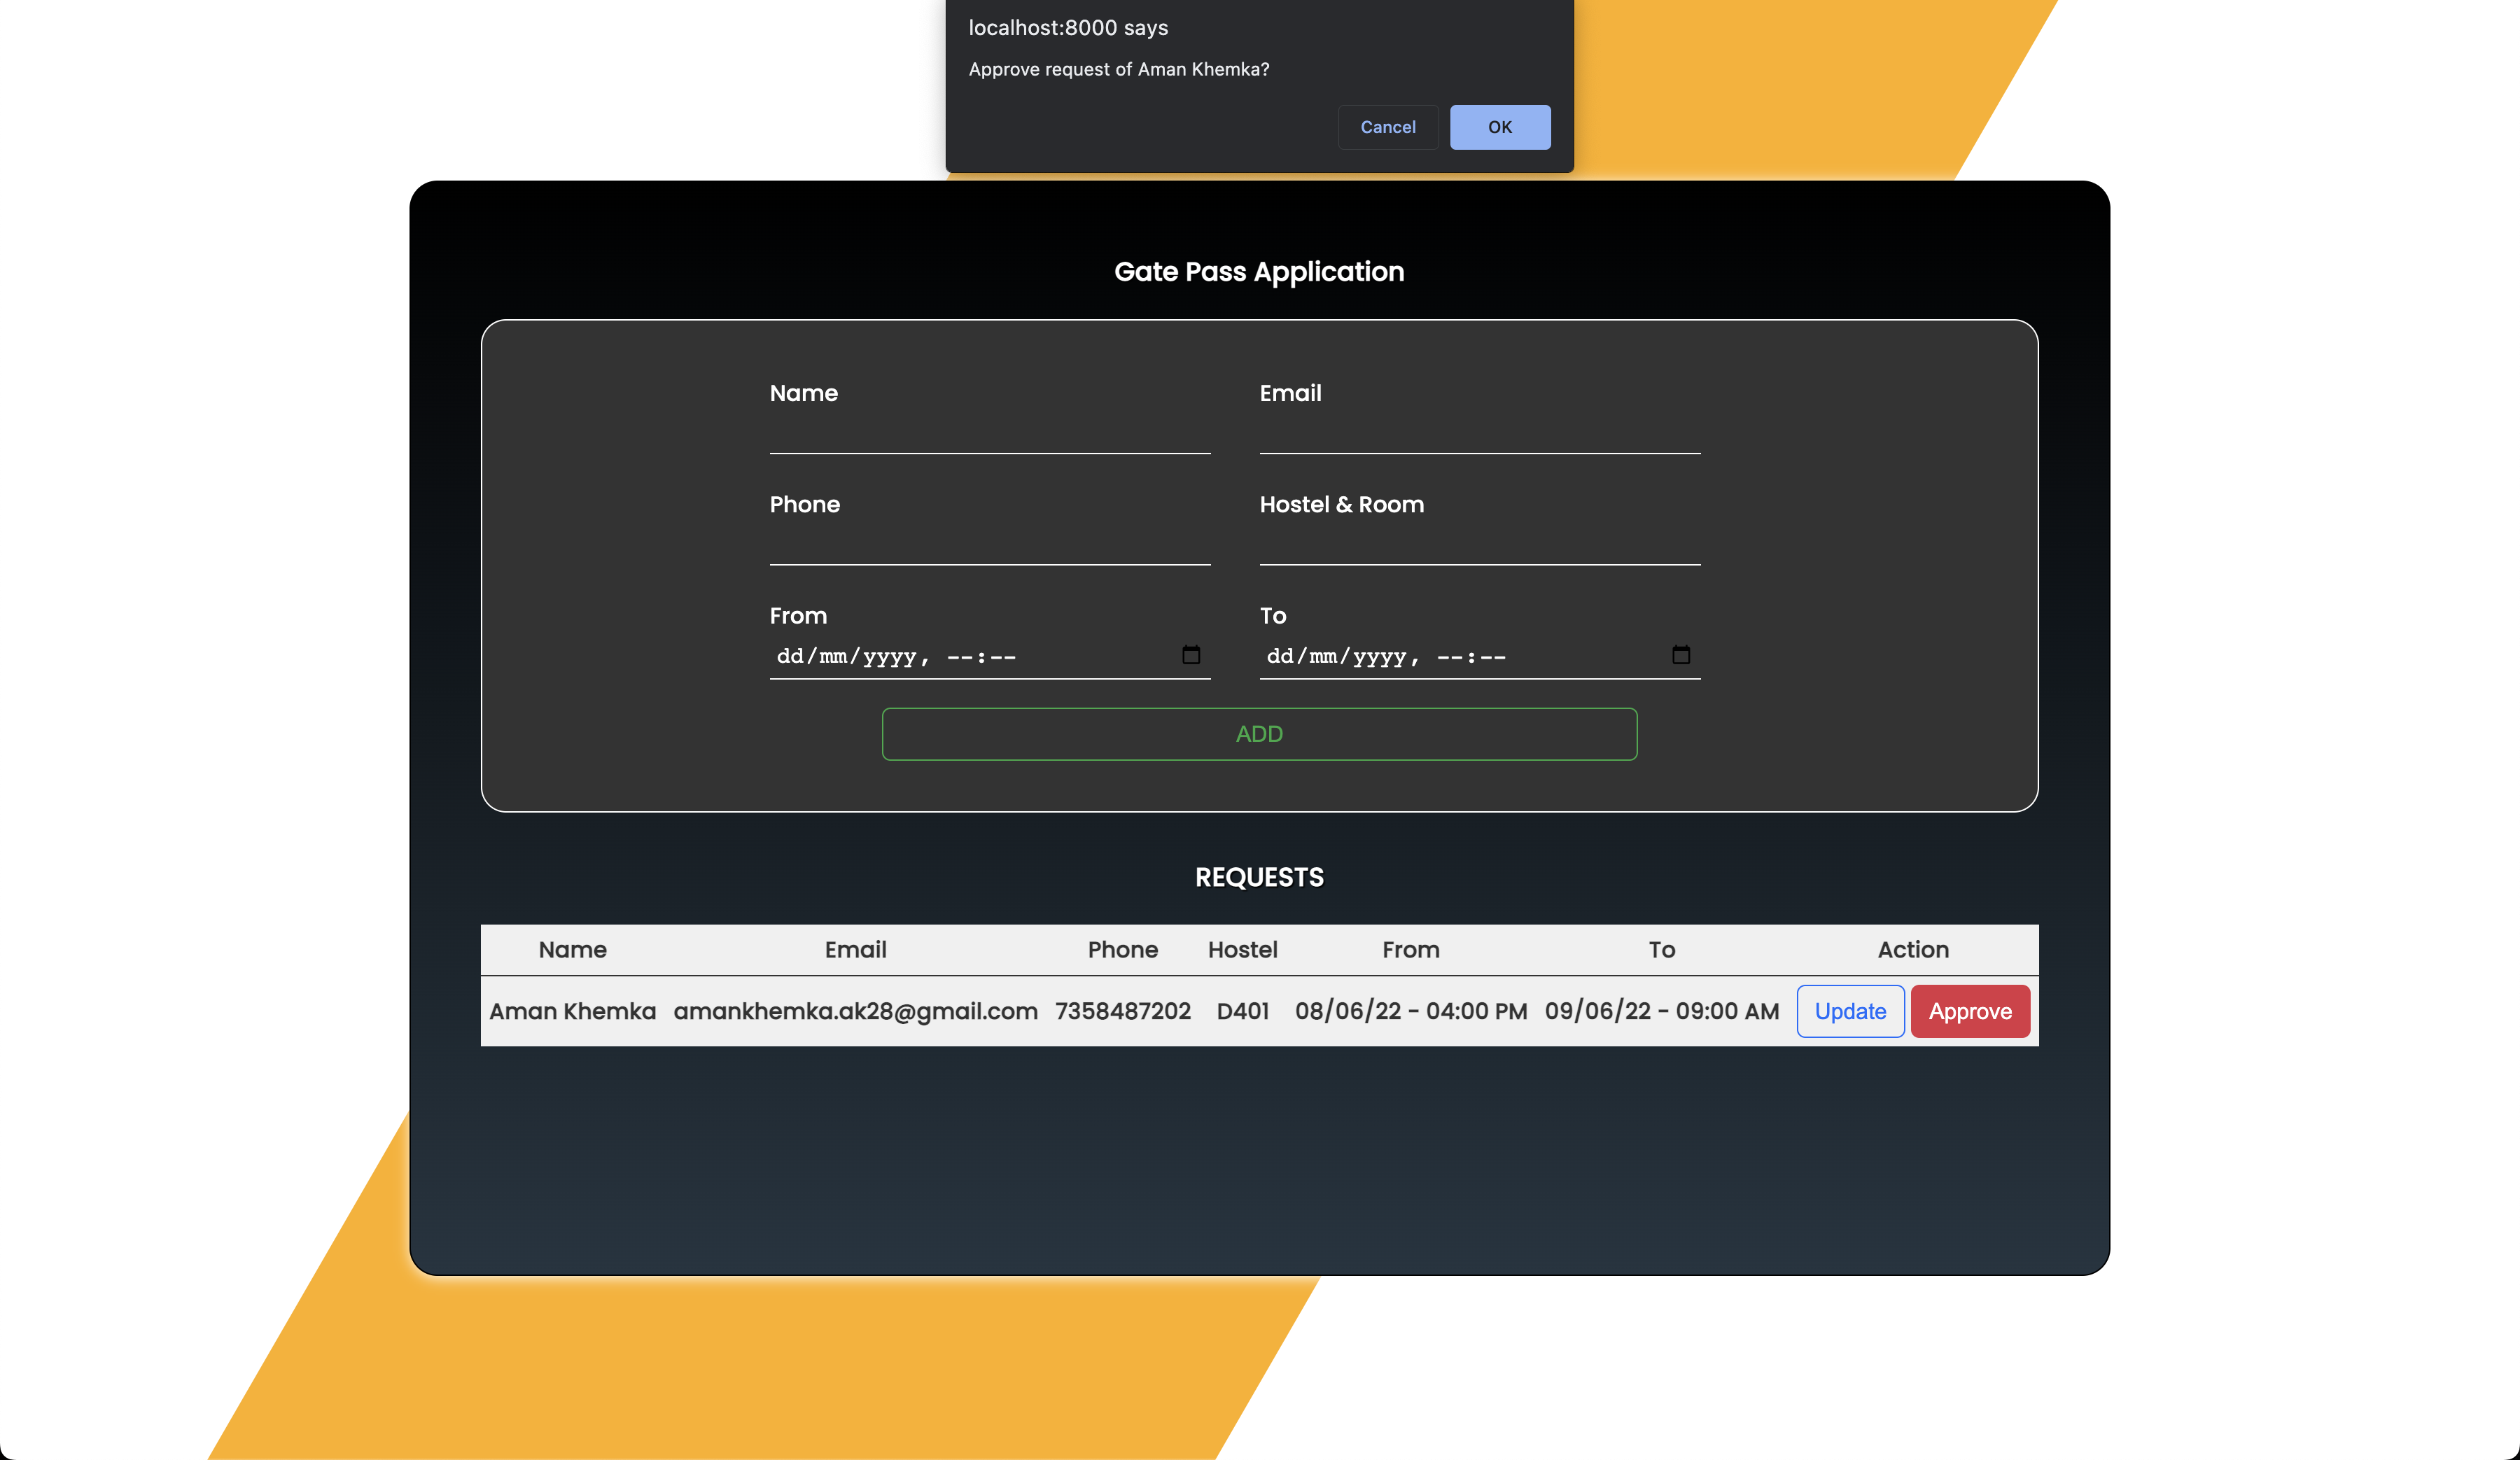 localhost:8000 says
Approve request of Aman Khemka?
Cancel OK
Gate Pass Application
Name Email
Phone Hostel & Room
From To
dd/mm/yyyy, --:-- dd/mm/yyyy, --:--
ADD
REQUESTS
Name Email Phone Hostel From To Action
Aman Khemka amankhemka.ak28@gmail.com 7358487202 D401 08/06/22 - 04:00 PM 09/06/22 - 09:00 AM Update Approve